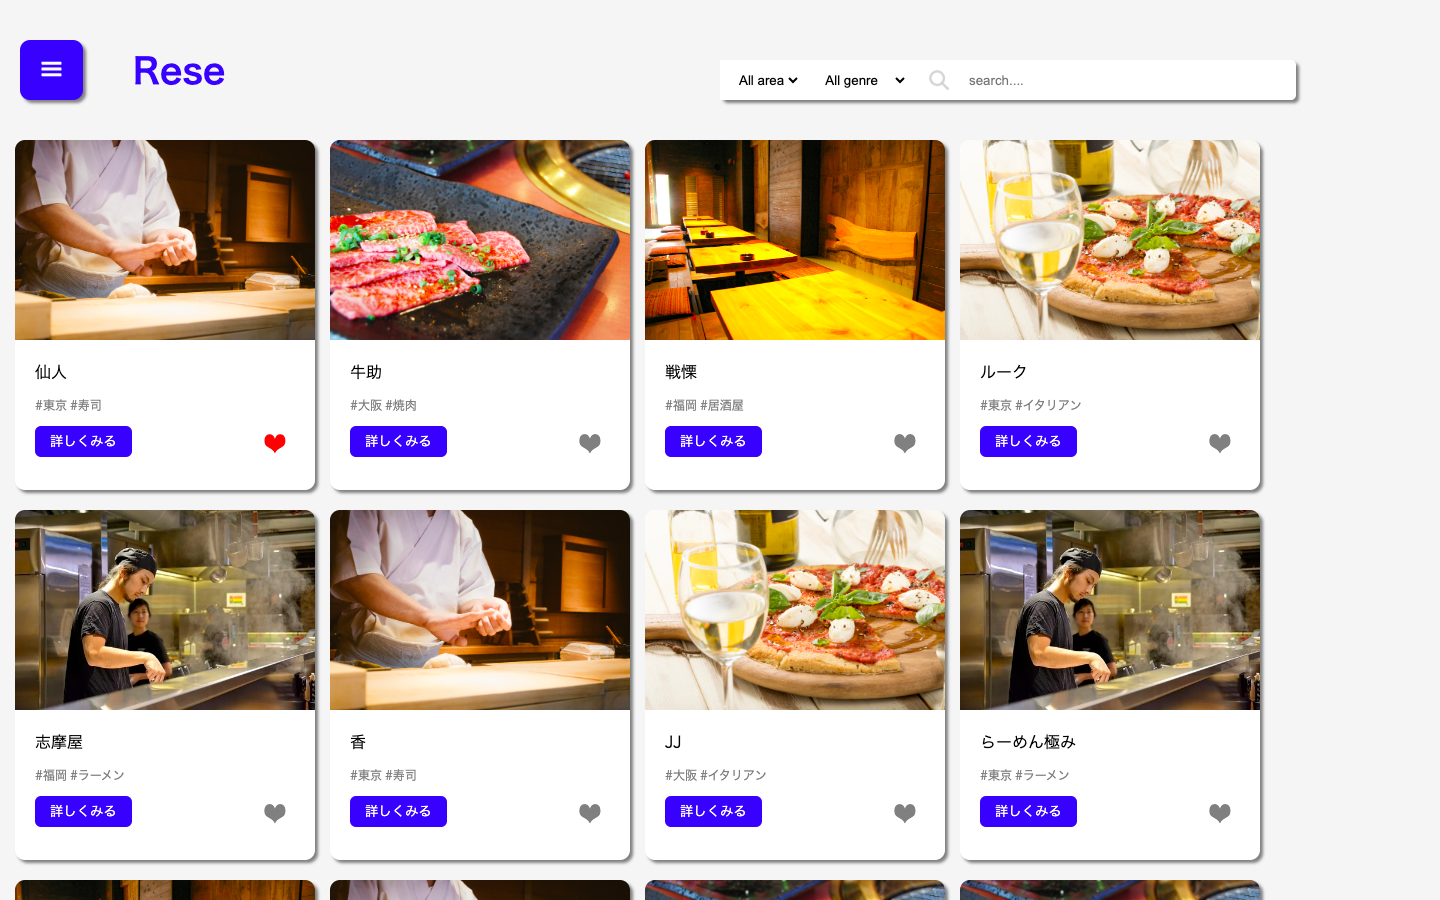 Rese
All area
All genre
search....
仙人
#東京 #寿司
詳しくみる
牛助
#大阪 #焼肉
詳しくみる
戦慄
#福岡 #居酒屋
詳しくみる
ルーク
#東京 #イタリアン
詳しくみる
志摩屋
#福岡 #ラーメン
詳しくみる
香
#東京 #寿司
詳しくみる
JJ
#大阪 #イタリアン
詳しくみる
らーめん極み
#東京 #ラーメン
詳しくみる